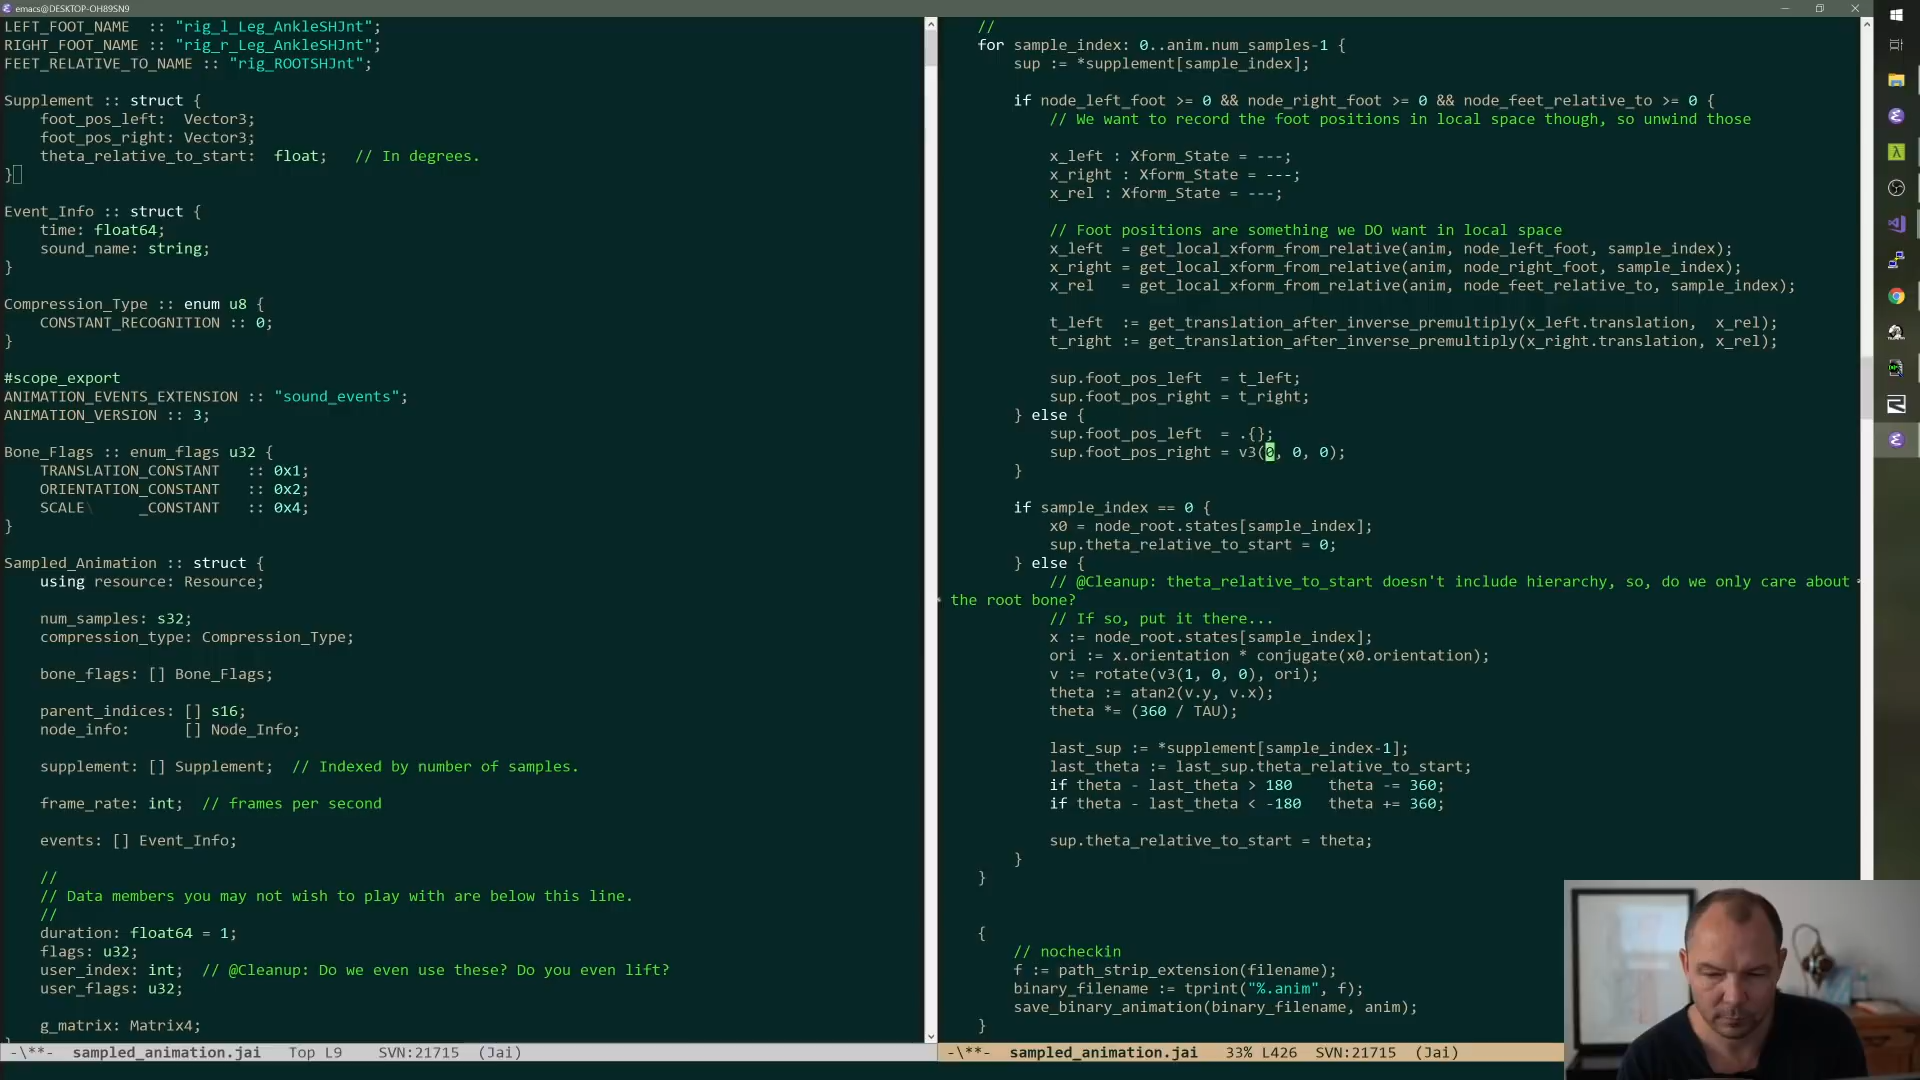 emacs@DESKTOP-OH89SN9
LEFT_FOOT_NAME  :: "rig_l_Leg_AnkleSHJnt";
RIGHT_FOOT_NAME :: "rig_r_Leg_AnkleSHJnt";
FEET_RELATIVE_TO_NAME :: "rig_ROOTSHJnt";
Supplement :: struct {
foot_pos_left:  Vector3;
foot_pos_right: Vector3;
theta_relative_to_start:  float;   // In degrees.
}
Event_Info :: struct {
time: float64;
sound_name: string;
}
Compression_Type :: enum u8 {
CONSTANT_RECOGNITION :: 0;
}
#scope_export
ANIMATION_EVENTS_EXTENSION :: "sound_events";
ANIMATION_VERSION :: 3;
Bone_Flags :: enum_flags u32 {
TRANSLATION_CONSTANT   :: 0x1;
ORIENTATION_CONSTANT   :: 0x2;
SCALE\     _CONSTANT   :: 0x4;
}
Sampled_Animation :: struct {
using resource: Resource;
num_samples: s32;
compression_type: Compression_Type;
bone_flags: [] Bone_Flags;
parent_indices: [] s16;
node_info:      [] Node_Info;
supplement: [] Supplement;  // Indexed by number of samples.
frame_rate: int;  // frames per second
events: [] Event_Info;
//
// Data members you may not wish to play with are below this line.
//
duration: float64 = 1;
flags: u32;
user_index: int;  // @Cleanup: Do we even use these? Do you even lift?
user_flags: u32;
g_matrix: Matrix4;
-\**-  sampled_animation.jai   Top L9    SVN:21715  (Jai)
//
for sample_index: 0..anim.num_samples-1 {
sup := *supplement[sample_index];
if node_left_foot >= 0 && node_right_foot >= 0 && node_feet_relative_to >= 0 {
// We want to record the foot positions in local space though, so unwind those
x_left : Xform_State = ---;
x_right : Xform_State = ---;
x_rel : Xform_State = ---;
// Foot positions are something we DO want in local space
x_left  = get_local_xform_from_relative(anim, node_left_foot, sample_index);
x_right = get_local_xform_from_relative(anim, node_right_foot, sample_index);
x_rel   = get_local_xform_from_relative(anim, node_feet_relative_to, sample_index);
t_left  := get_translation_after_inverse_premultiply(x_left.translation,  x_rel);
t_right := get_translation_after_inverse_premultiply(x_right.translation, x_rel);
sup.foot_pos_left  = t_left;
sup.foot_pos_right = t_right;
} else {
sup.foot_pos_left  = .{};
sup.foot_pos_right = v3(0, 0, 0);
}
if sample_index == 0 {
x0 = node_root.states[sample_index];
sup.theta_relative_to_start = 0;
} else {
// @Cleanup: theta_relative_to_start doesn't include hierarchy, so, do we only care about
the root bone?
// If so, put it there...
x := node_root.states[sample_index];
ori := x.orientation * conjugate(x0.orientation);
v := rotate(v3(1, 0, 0), ori);
theta := atan2(v.y, v.x);
theta *= (360 / TAU);
last_sup := *supplement[sample_index-1];
last_theta := last_sup.theta_relative_to_start;
if theta - last_theta > 180    theta -= 360;
if theta - last_theta < -180   theta += 360;
sup.theta_relative_to_start = theta;
}
}
{
// nocheckin
f := path_strip_extension(filename);
binary_filename := tprint("%.anim", f);
save_binary_animation(binary_filename, anim);
}
-\**-  sampled_animation.jai   33% L426  SVN:21715  (Jai)